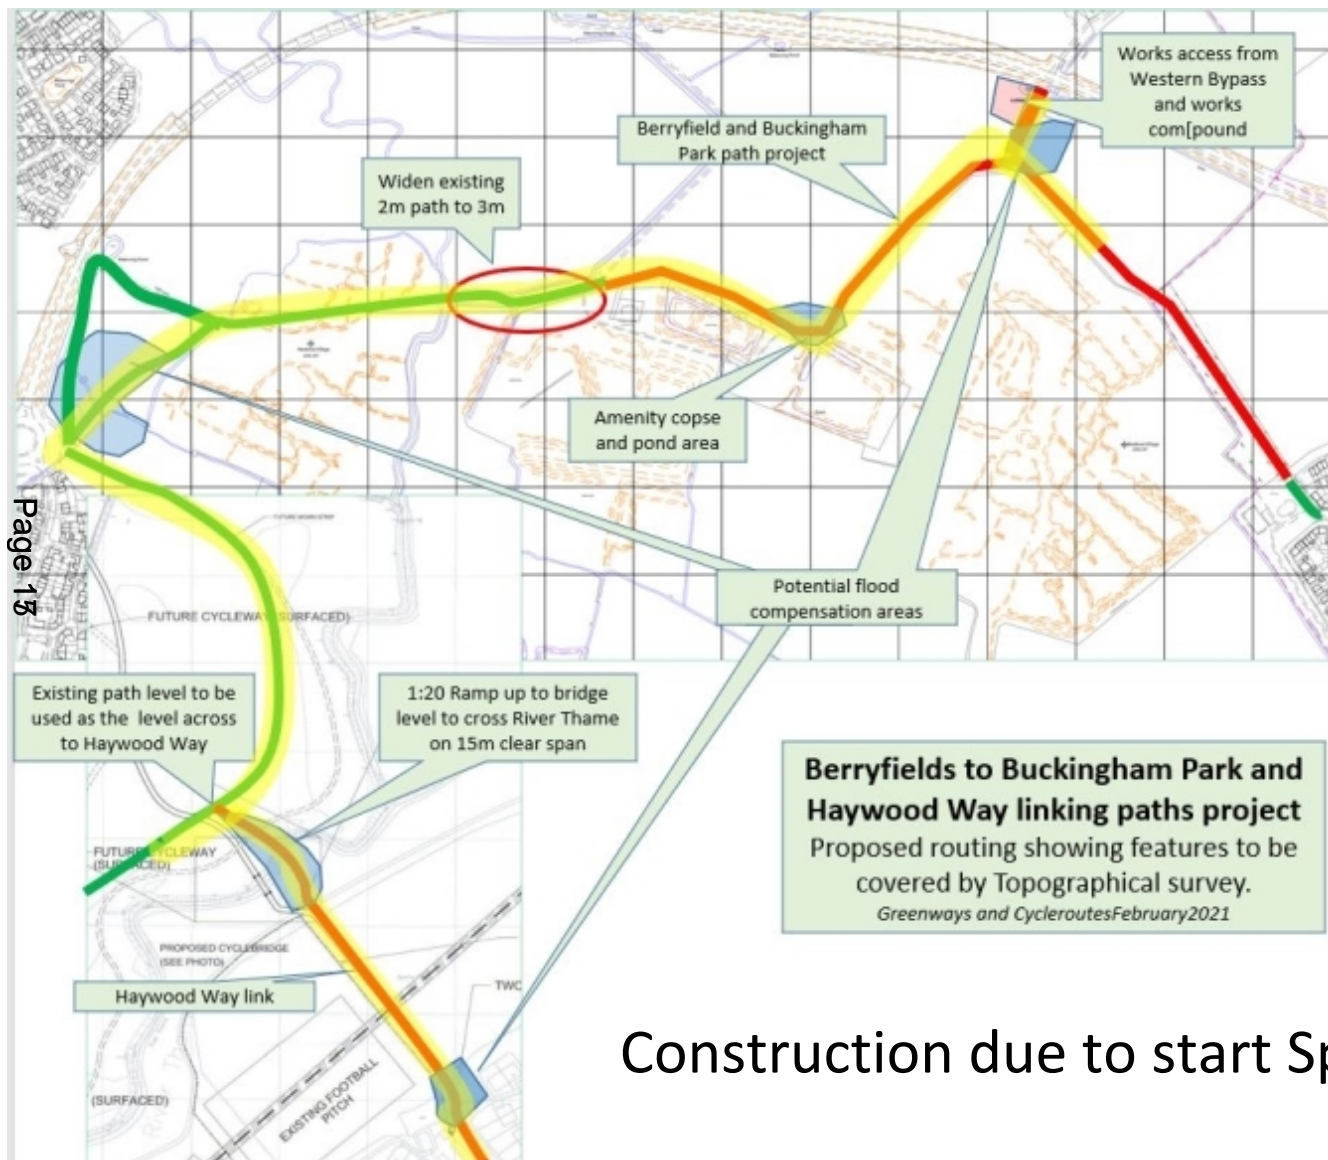 Works access from
Western Bypass
and works
com[pound
Berryfield and Buckingham
Park path project
Widen existing
2m path to 3m
Amenity copse
and pond area
Page 1
Potential flood
compensation areas
FUTURE CYCLEWAY (SURFACED)
Existing path level to be
used as the level across
to Haywood Way
1:20 Ramp up to bridge
level to cross River Thame
on 15m clear span
Berryfields to Buckingham Park and
Haywood Way linking paths project
Proposed routing showing features to be
covered by Topographical survey.
Greenways and CycleroutesFebruary2021
FUTURE CYCLEWAY
(SURFACED)
PROPOSED CYCLEBRIDGE
(SEE PHOTO)
Haywood Way link
TWO
Construction due to start Sp
EXISTING FOOTBALL
PITCH
(SURFACED)